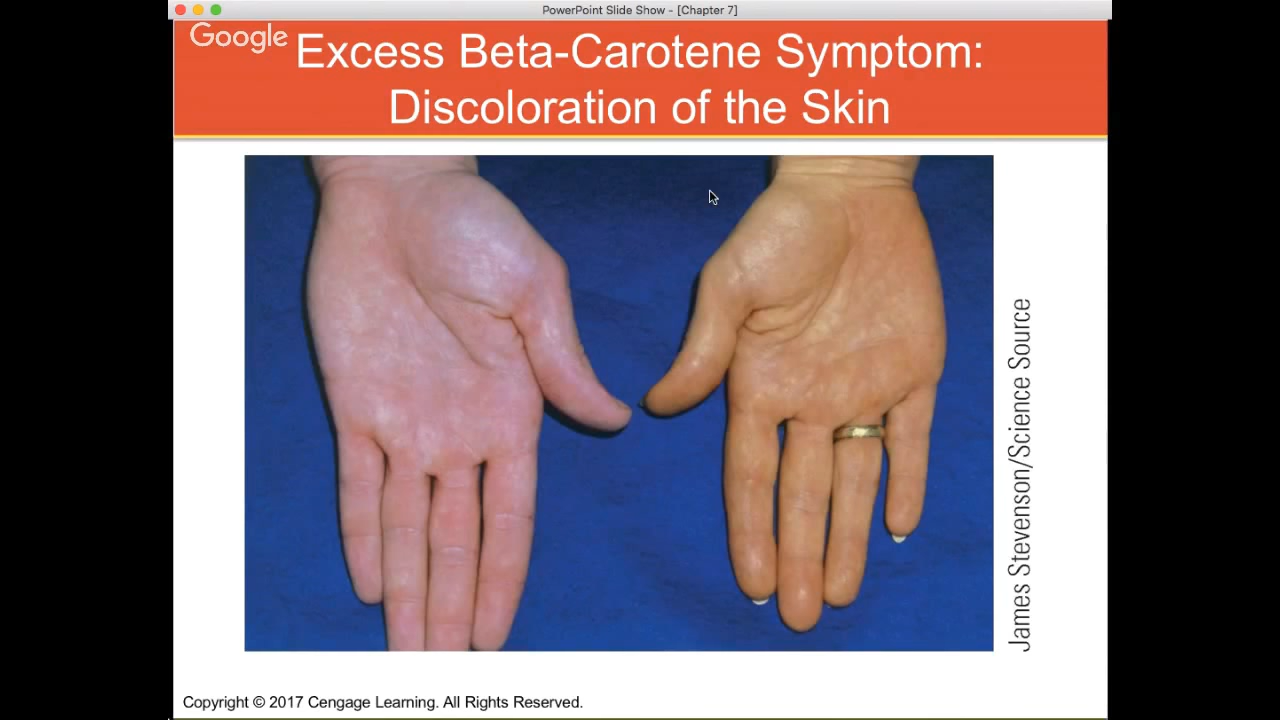 PowerPoint Slide Show - [Chapter 7]
Google
Excess Beta-Carotene Symptom:
Discoloration of the Skin
James Stevenson/Science Source
Copyright © 2017 Cengage Learning. All Rights Reserved.